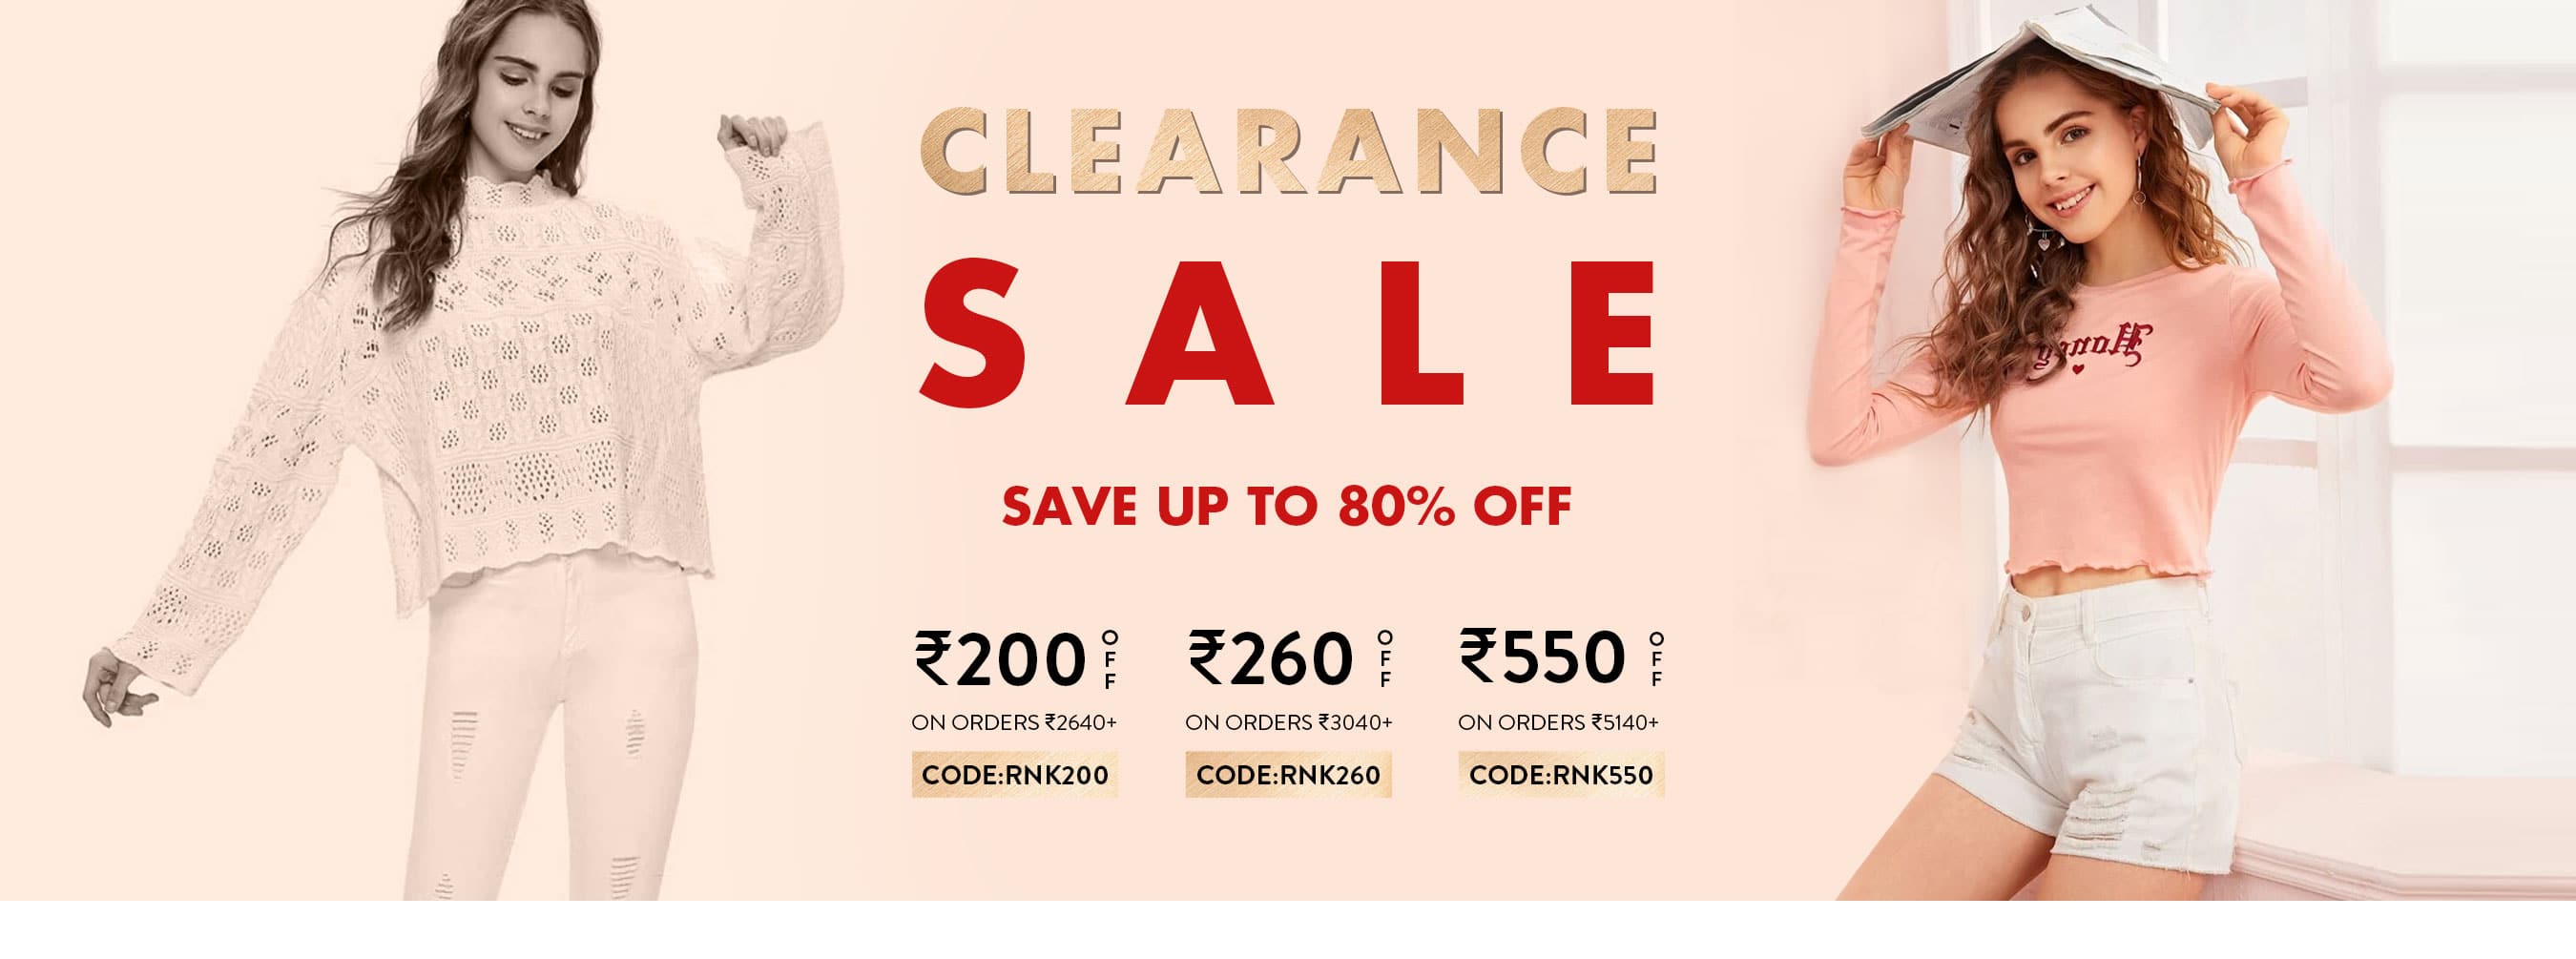 CLEARANCE
SALE
SAVE UP TO 80% OFF
₹200 OFF
ON ORDERS ₹2640+
CODE:RNK200
₹260 OFF
ON ORDERS ₹3040+
CODE:RNK260
₹550 OFF
ON ORDERS ₹5140+
CODE:RNK550
Honey